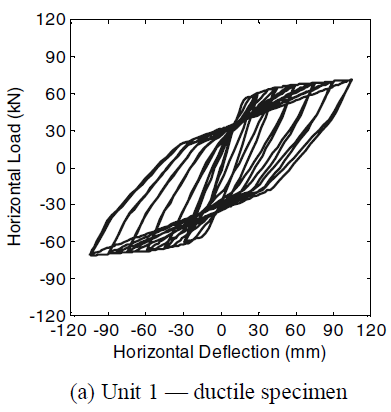 120
90
60
30
0
-30
-60
-90
-120
Horizontal Load (kN)
-120 -90 -60 -30 0 30 60 90 120
Horizontal Deflection (mm)
(a) Unit 1 — ductile specimen